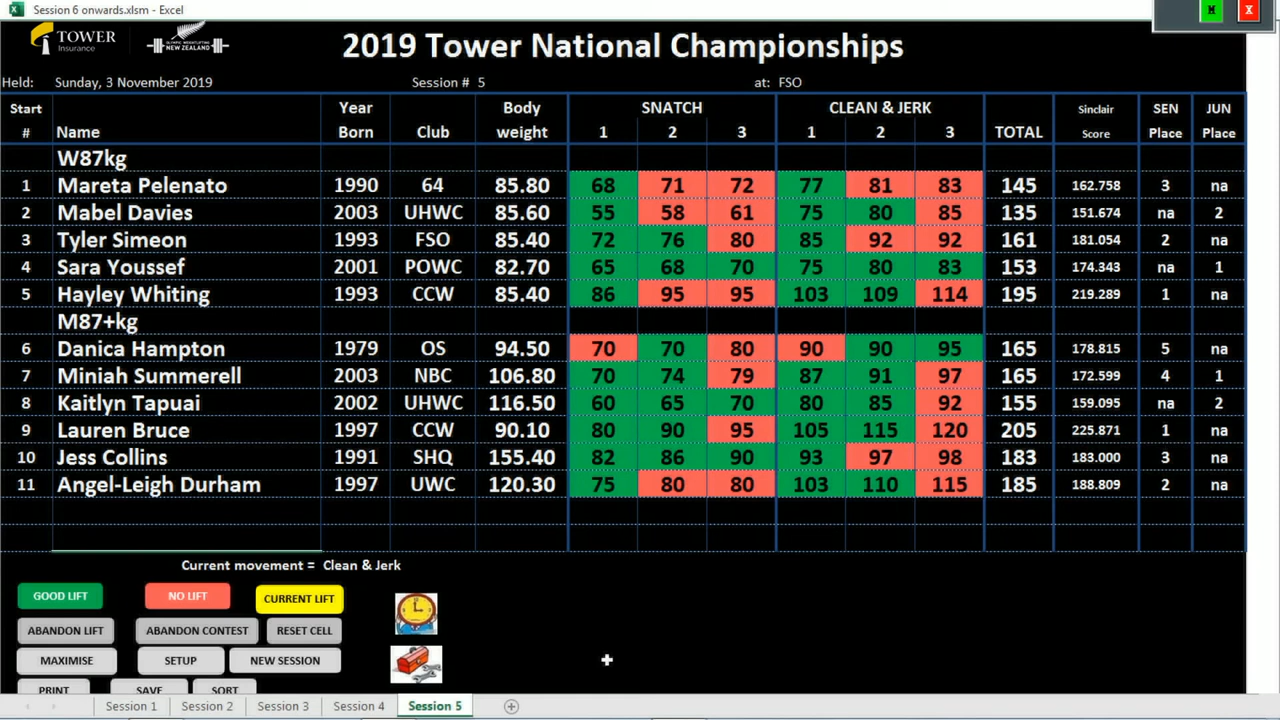 Session 6 onwards.xlsm - Excel
M X
TOWER
Insurance
OLYMPIC WEIGHTLIFTING
NEW ZEALAND
2019 Tower National Championships
Held: Sunday, 3 November 2019 Session # 5 at: FSO
Start Year Body SNATCH CLEAN & JERK Sinclair SEN JUN
# Name Born Club weight 1 2 3 1 2 3 TOTAL Score Place Place
W87kg
1 Mareta Pelenato 1990 64 85.80 68 71 72 77 81 83 145 162.758 3 na
2 Mabel Davies 2003 UHWC 85.60 55 58 61 75 80 85 135 151.674 na 2
3 Tyler Simeon 1993 FSO 85.40 72 76 80 85 92 92 161 181.054 2 na
4 Sara Youssef 2001 POWC 82.70 65 68 70 75 80 83 153 174.343 na 1
5 Hayley Whiting 1993 CCW 85.40 86 95 95 103 109 114 195 219.289 1 na
M87+kg
6 Danica Hampton 1979 OS 94.50 70 70 80 90 90 95 165 178.815 5 na
7 Miniah Summerell 2003 NBC 106.80 70 74 79 87 91 97 165 172.599 4 1
8 Kaitlyn Tapuai 2002 UHWC 116.50 60 65 70 80 85 92 155 159.095 na 2
9 Lauren Bruce 1997 CCW 90.10 80 90 95 105 115 120 205 225.871 1 na
10 Jess Collins 1991 SHQ 155.40 82 86 90 93 97 98 183 183.000 3 na
11 Angel-Leigh Durham 1997 UWC 120.30 75 80 80 103 110 115 185 188.809 2 na
Current movement = Clean & Jerk
GOOD LIFT NO LIFT CURRENT LIFT
ABANDON LIFT ABANDON CONTEST RESET CELL
MAXIMISE SETUP NEW SESSION
PRINT SAVE SORT
Session 1 Session 2 Session 3 Session 4 Session 5